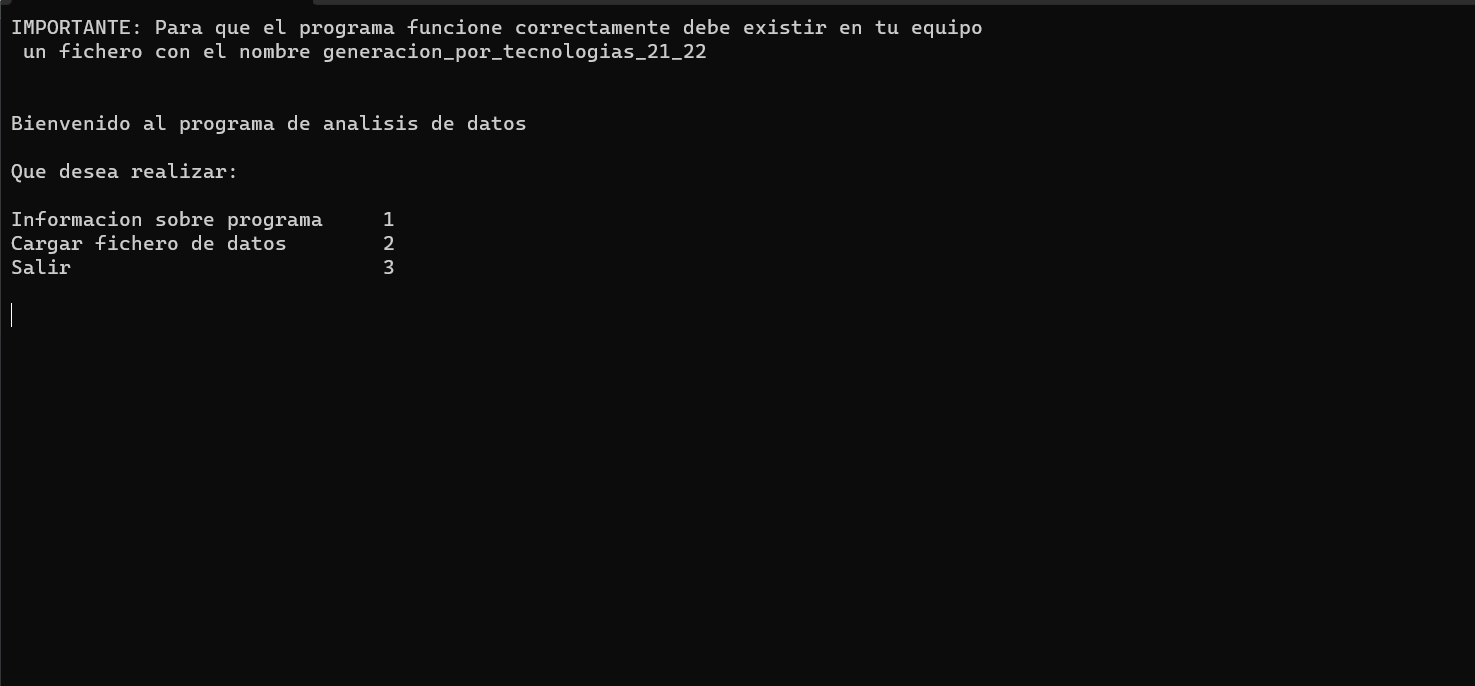 IMPORTANTE: Para que el programa funcione correctamente debe existir en tu equipo
un fichero con el nombre generacion_por_tecnologias_21_22
Bienvenido al programa de analisis de datos
Que desea realizar:
Informacion sobre programa 1
Cargar fichero de datos 2
Salir 3